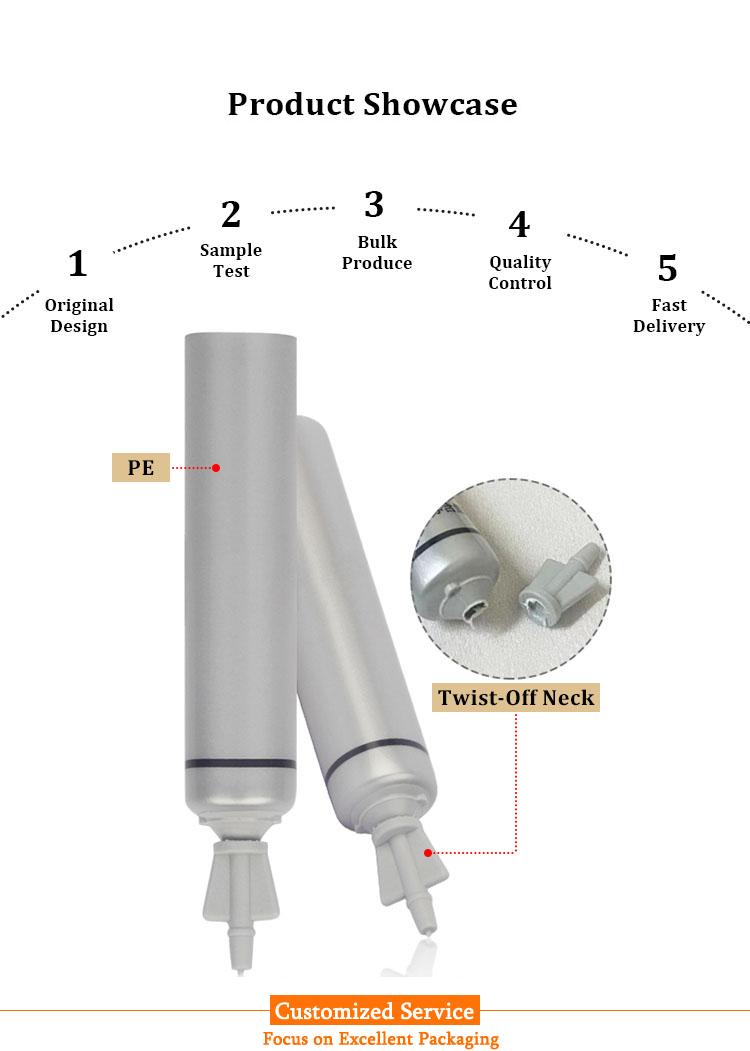 Product Showcase
1
Original
Design
2
Sample
Test
3
Bulk
Produce
4
Quality
Control
5
Fast
Delivery
PE
Twist-Off Neck
Customized Service
Focus on Excellent Packaging